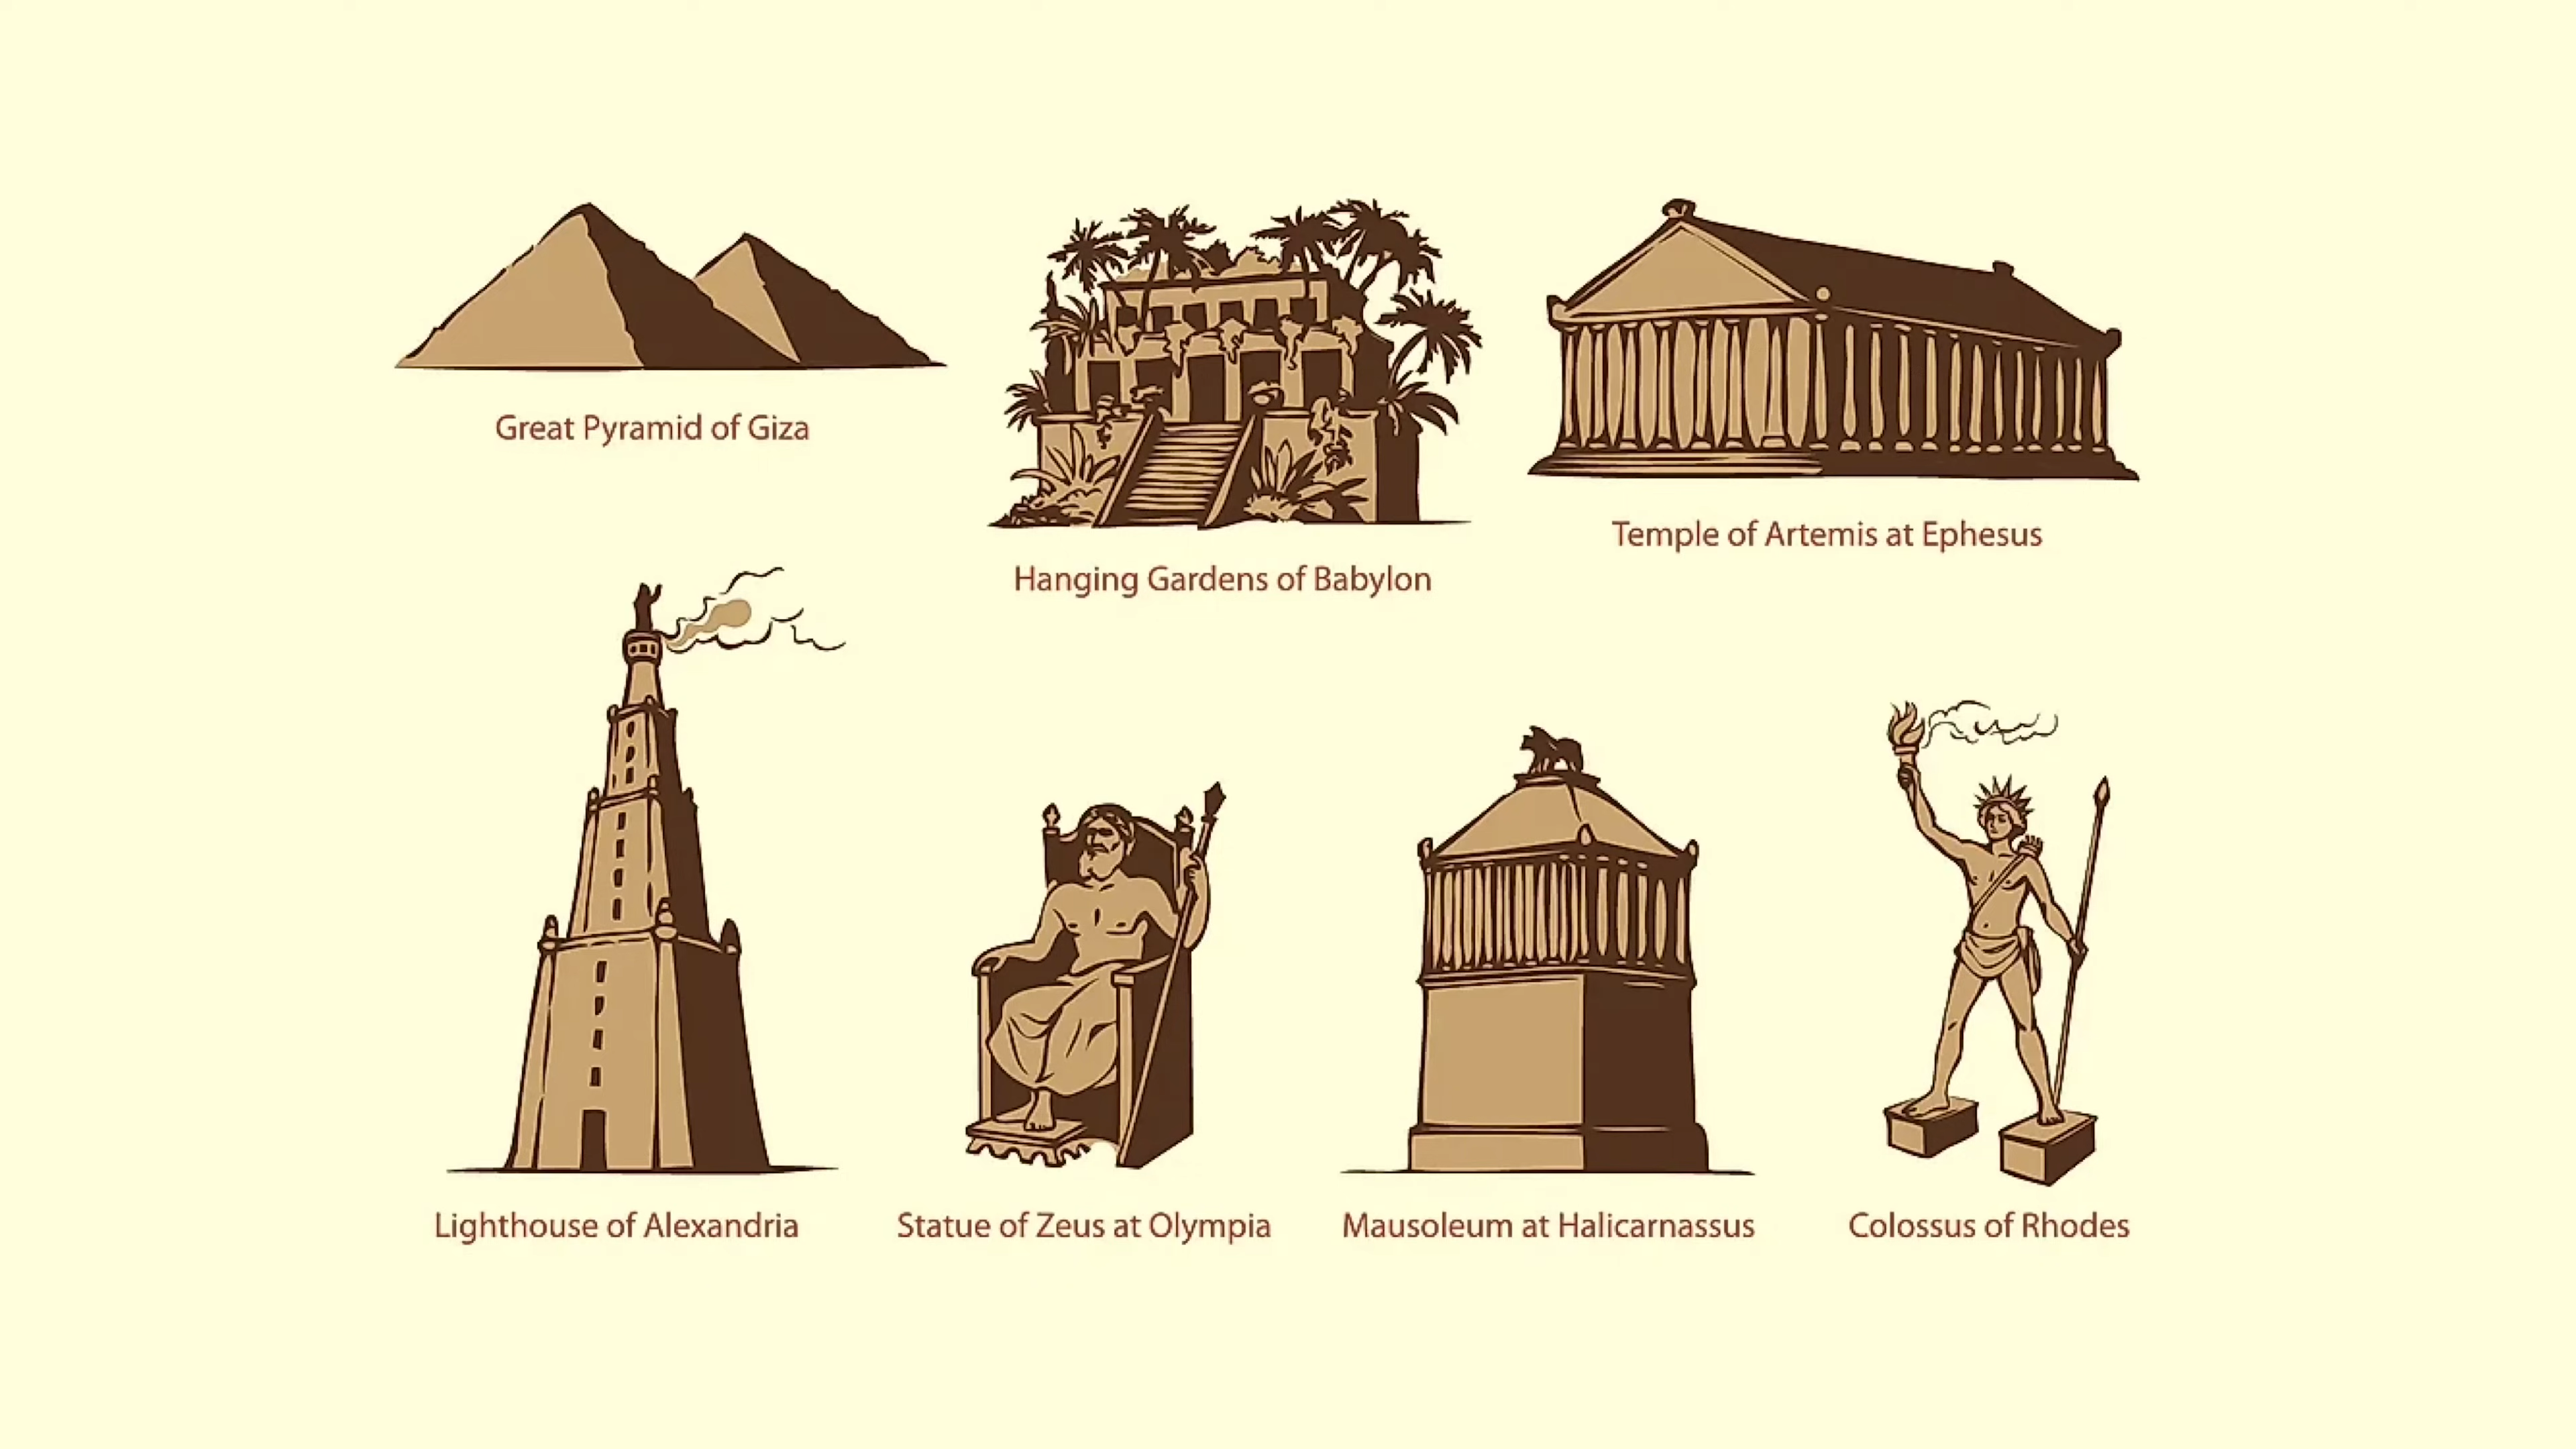 Great Pyramid of Giza
Hanging Gardens of Babylon
Temple of Artemis at Ephesus
Lighthouse of Alexandria
Statue of Zeus at Olympia
Mausoleum at Halicarnassus
Colossus of Rhodes